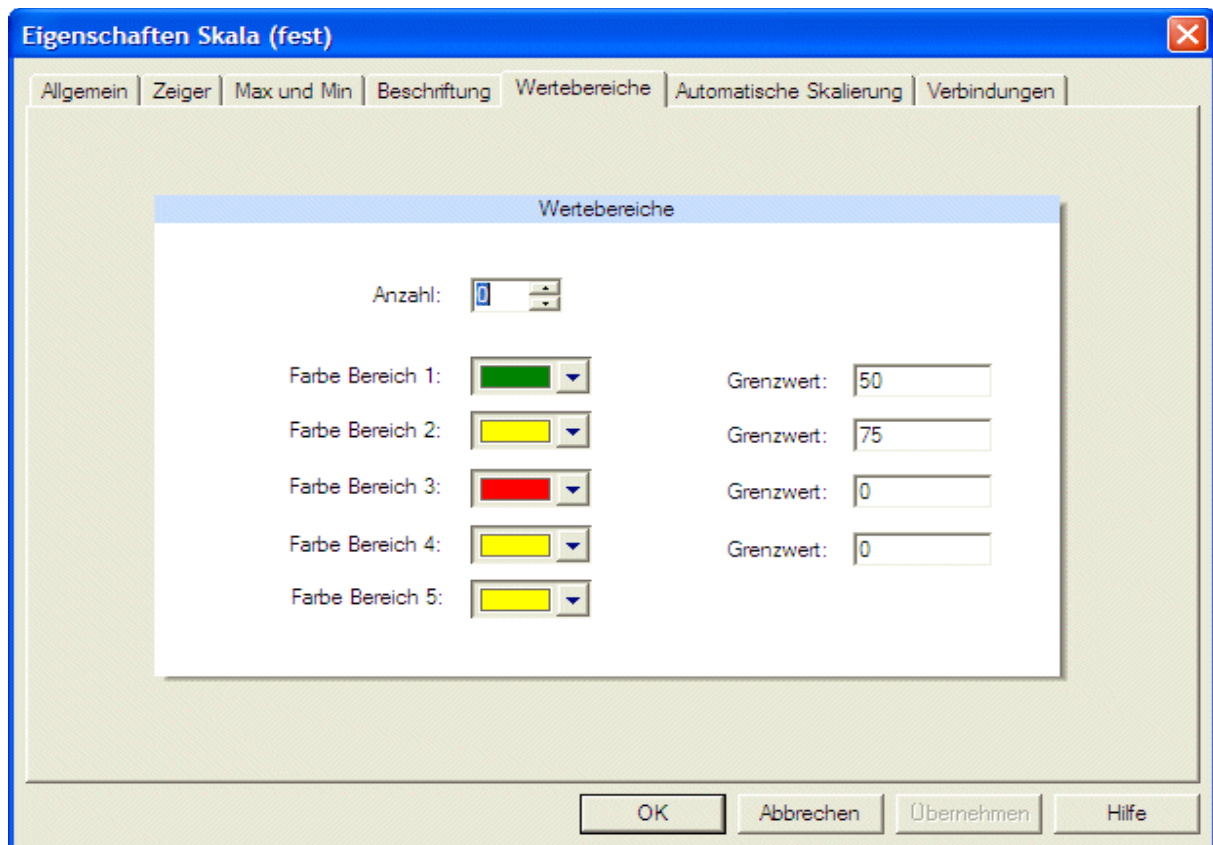 Eigenschaften Skala (fest)
Allgemein Zeiger Max und Min Beschriftung Wertebereiche Automatische Skalierung Verbindungen
Wertebereiche
Anzahl: 0
Farbe Bereich 1: Grenzwert: 50
Farbe Bereich 2: Grenzwert: 75
Farbe Bereich 3: Grenzwert: 0
Farbe Bereich 4: Grenzwert: 0
Farbe Bereich 5:
OK Abbrechen Übernehmen Hilfe